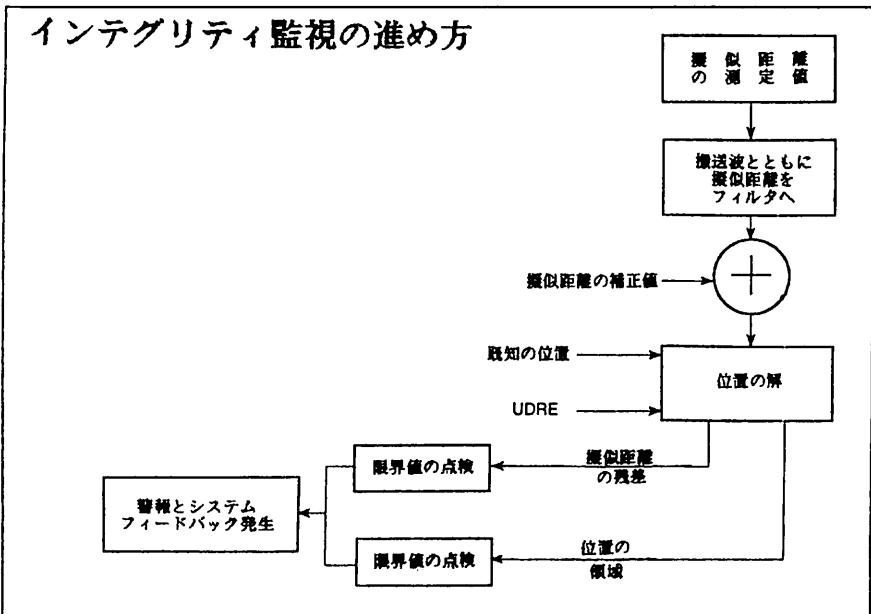 インテグリティ監視の進め方
擬似距離
の測定値
搬送波とともに
擬似距離を
フィルタへ
擬似距離の補正値
既知の位置
位置の解
UDRE
限界値の点検
擬似距離
の残差
警報とシステム
フィードバック発生
限界値の点検
位置の
領域